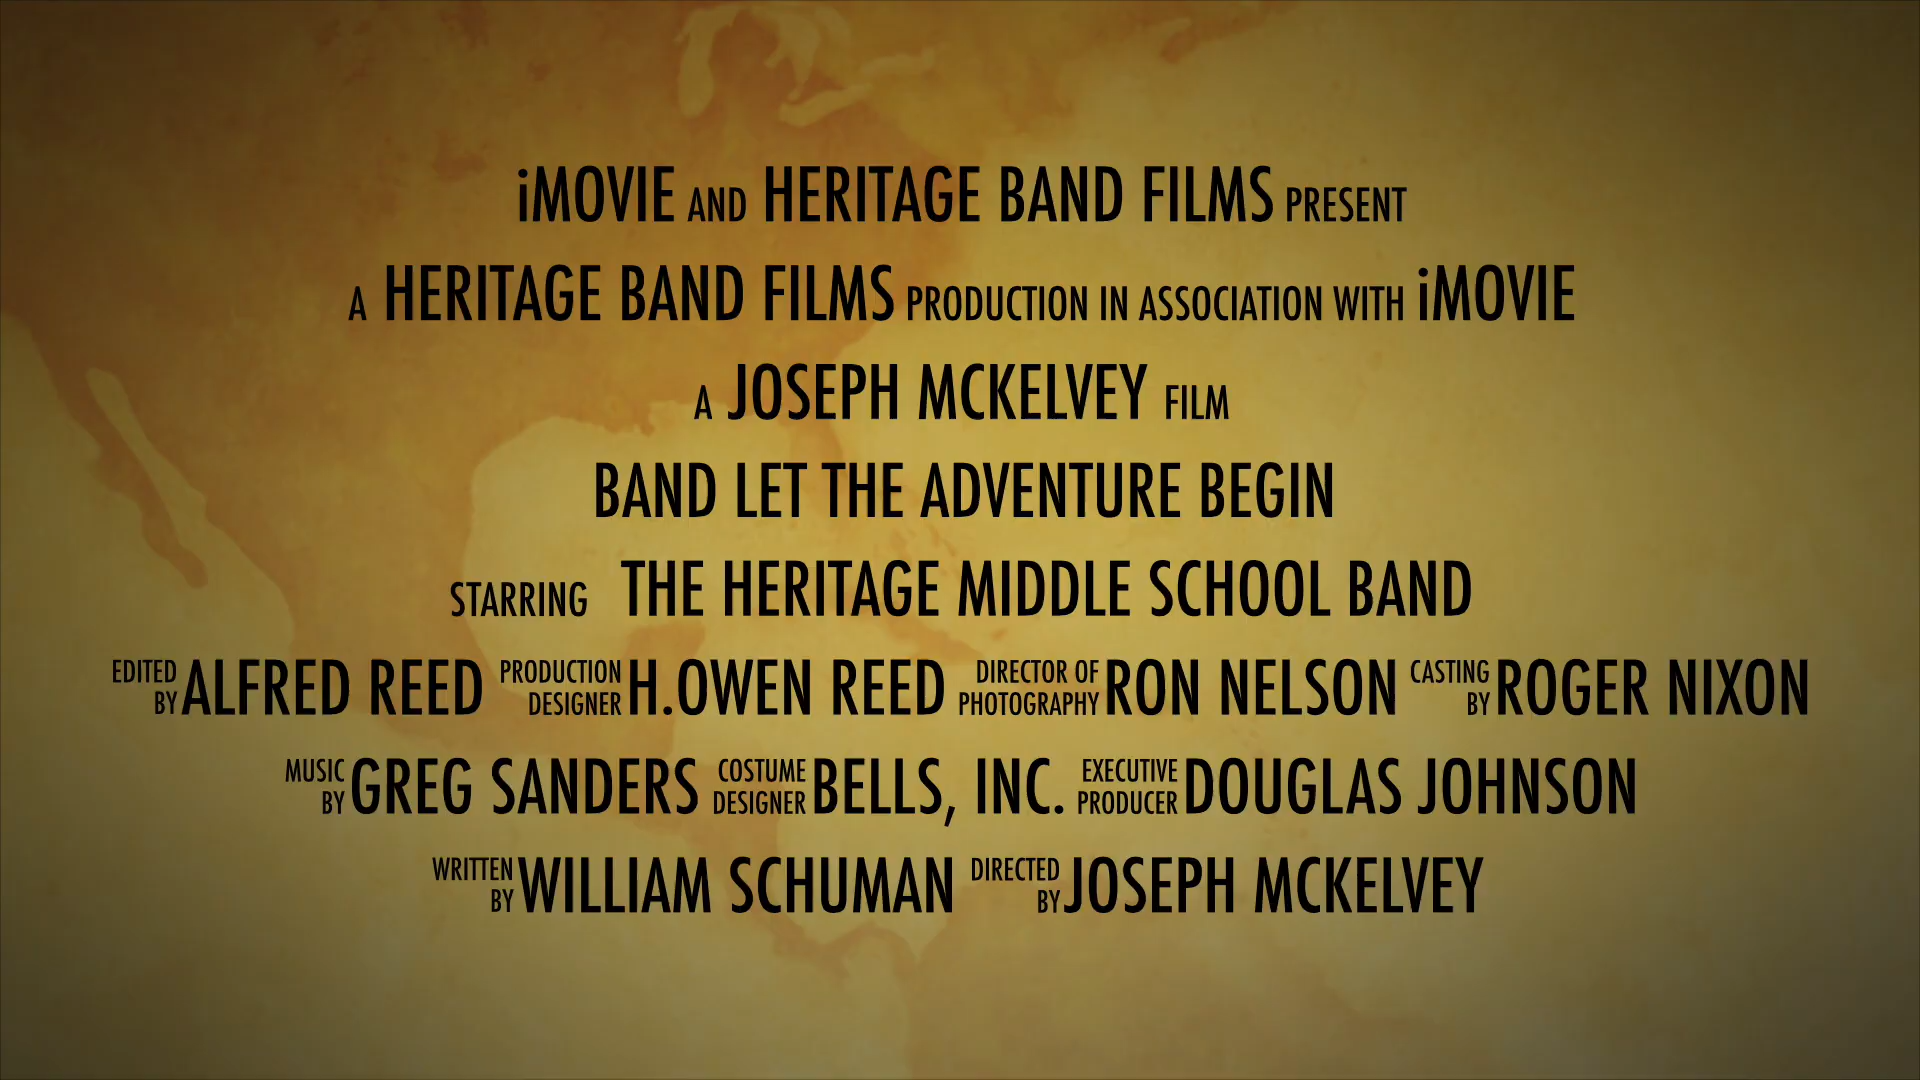 iMOVIE AND HERITAGE BAND FILMS PRESENT
A HERITAGE BAND FILMS PRODUCTION IN ASSOCIATION WITH iMOVIE
A JOSEPH MCKELVEY FILM
BAND LET THE ADVENTURE BEGIN
STARRING THE HERITAGE MIDDLE SCHOOL BAND
EDITED BY ALFRED REED PRODUCTION DESIGNER H.OWEN REED DIRECTOR OF PHOTOGRAPHY RON NELSON CASTING BY ROGER NIXON
MUSIC BY GREG SANDERS COSTUME DESIGNER BELLS, INC. EXECUTIVE PRODUCER DOUGLAS JOHNSON
WRITTEN BY WILLIAM SCHUMAN DIRECTED BY JOSEPH MCKELVEY